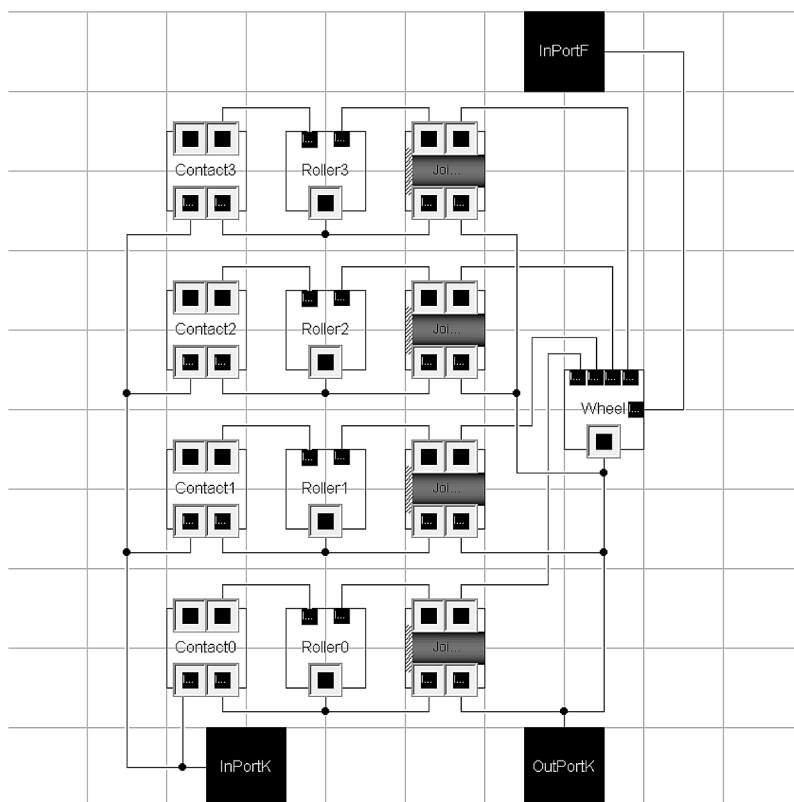 InPortF
Contact3 Roller3 Joi...
Contact2 Roller2 Joi...
Wheel
Contact1 Roller1 Joi...
Contact0 Roller0 Joi...
InPortK OutPortK